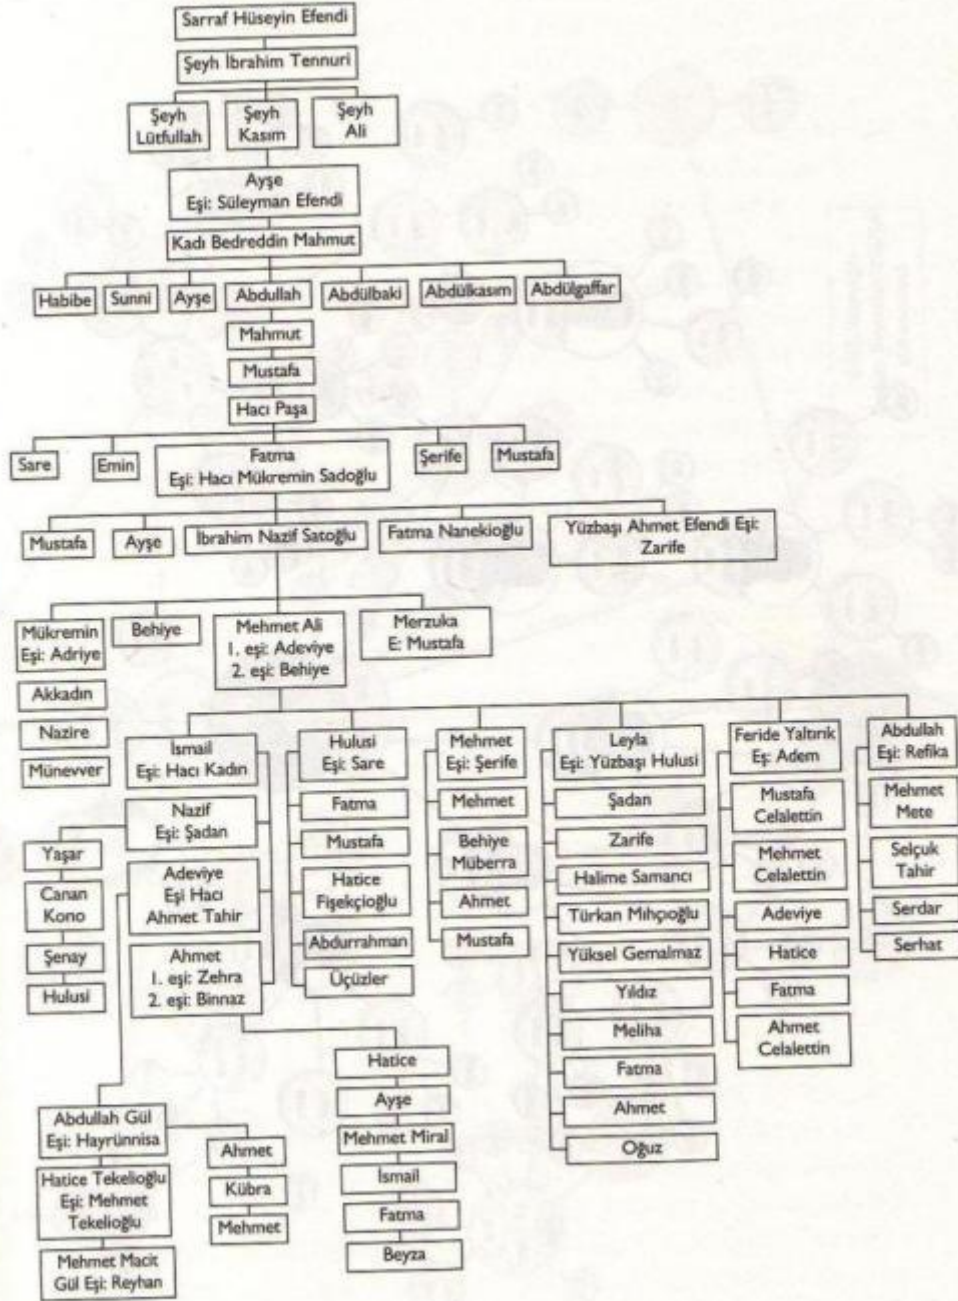 Sarraf Hüseyin Efendi
Şeyh İbrahim Tennuri
Şeyh
Lütfullah
Şeyh
Kasım
Şeyh
Ali
Ayşe
Eşi: Süleyman Efendi
Kadı Bedreddin Mahmut
Habibe
Sunni
Ayşe
Abdullah
Abdülbaki
Abdülkasım
Abdülgaffar
Mahmut
Mustafa
Hacı Paşa
Sare
Emin
Fatma
Eşi: Hacı Mükremin Sadoğlu
Şerife
Mustafa
Mustafa
Ayşe
İbrahim Nazif Satoğlu
Fatma Nanekioğlu
Yüzbaşı Ahmet Efendi Eşi:
Zarife
Mükremin
Eşi: Adriye
Akkadın
Nazire
Münevver
Behiye
Mehmet Ali
1. eşi: Adeviye
2. eşi: Behiye
Merzuka
E: Mustafa
İsmail
Eşi: Hacı Kadın
Nazif
Eşi: Şadan
Yaşar
Canan
Kono
Şenay
Hulusi
Adeviye
Eşi Hacı
Ahmet Tahir
Ahmet
1. eşi: Zehra
2. eşi: Binnaz
Hulusi
Eşi: Sare
Fatma
Mustafa
Hatice
Fişekçioğlu
Abdurrahman
Üçüzler
Mehmet
Eşi: Şerife
Mehmet
Behiye
Müberra
Ahmet
Mustafa
Leyla
Eşi: Yüzbaşı Hulusi
Şadan
Zarife
Halime Samancı
Türkan Mıhçıoğlu
Yüksel Gemalmaz
Yıldız
Meliha
Fatma
Ahmet
Oğuz
Feride Yaltırık
Eş: Adem
Mustafa
Celalettin
Mehmet
Celalettin
Adeviye
Hatice
Fatma
Ahmet
Celalettin
Abdullah
Eşi: Refika
Mehmet
Mete
Selçuk
Tahir
Serdar
Serhat
Abdullah Gül
Eşi: Hayrünnisa
Hatice Tekelioğlu
Eşi: Mehmet
Tekelioğlu
Mehmet Macit
Gül Eşi: Reyhan
Ahmet
Kübra
Mehmet
Hatice
Ayşe
Mehmet Miral
İsmail
Fatma
Beyza